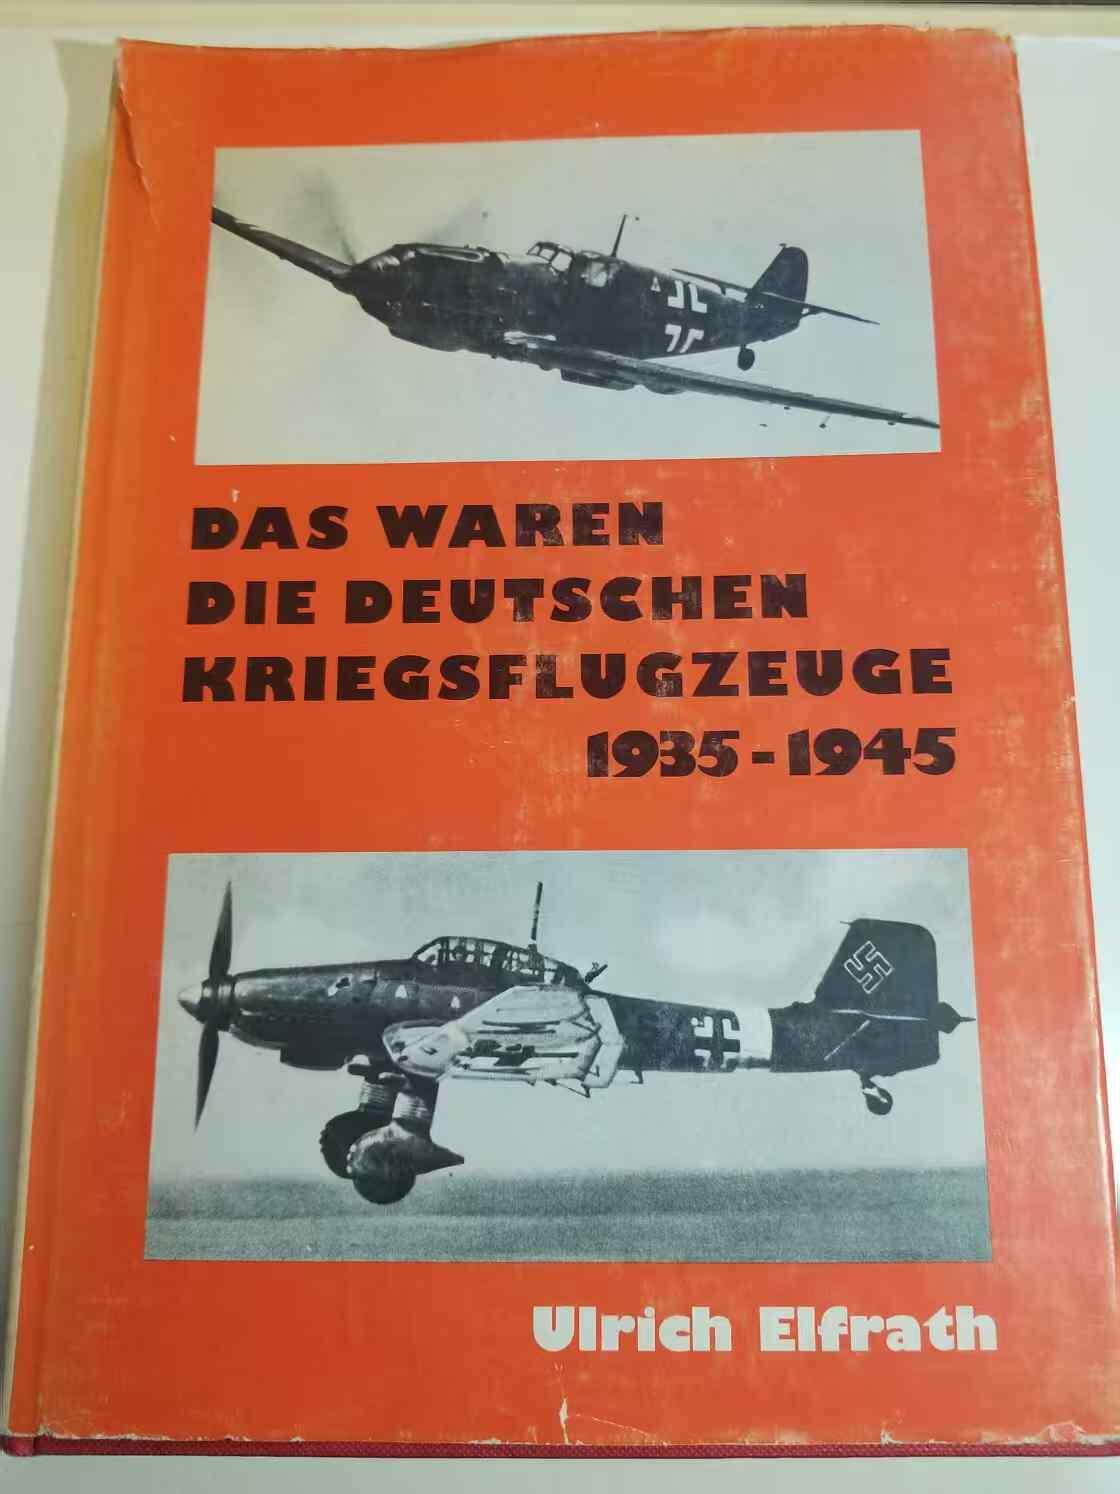 DAS WAREN
DIE DEUTSCHEN
KRIEGSFLUGZEUGE
1935-1945
Ulrich Elfrath